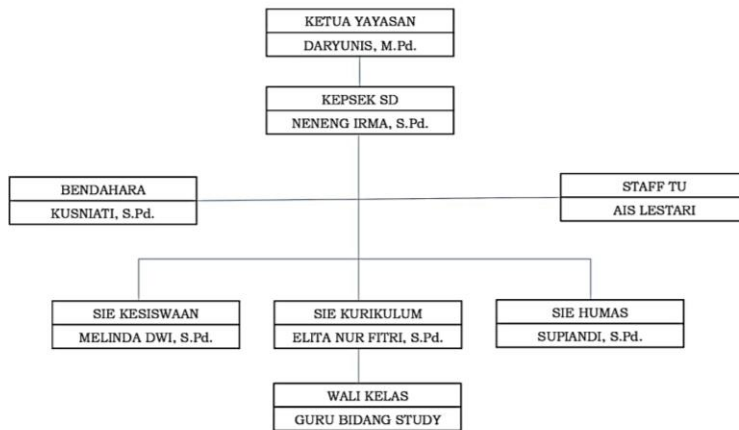 KETUA YAYASAN
DARYUNIS, M.Pd.
KEPSEK SD
NENENG IRMA, S.Pd.
BENDAHARA
KUSNIATI, S.Pd.
STAFF TU
AIS LESTARI
SIE KESISWAAN
MELINDA DWI, S.Pd.
SIE KURIKULUM
ELITA NUR FITRI, S.Pd.
SIE HUMAS
SUPIANDI, S.Pd.
WALI KELAS
GURU BIDANG STUDY